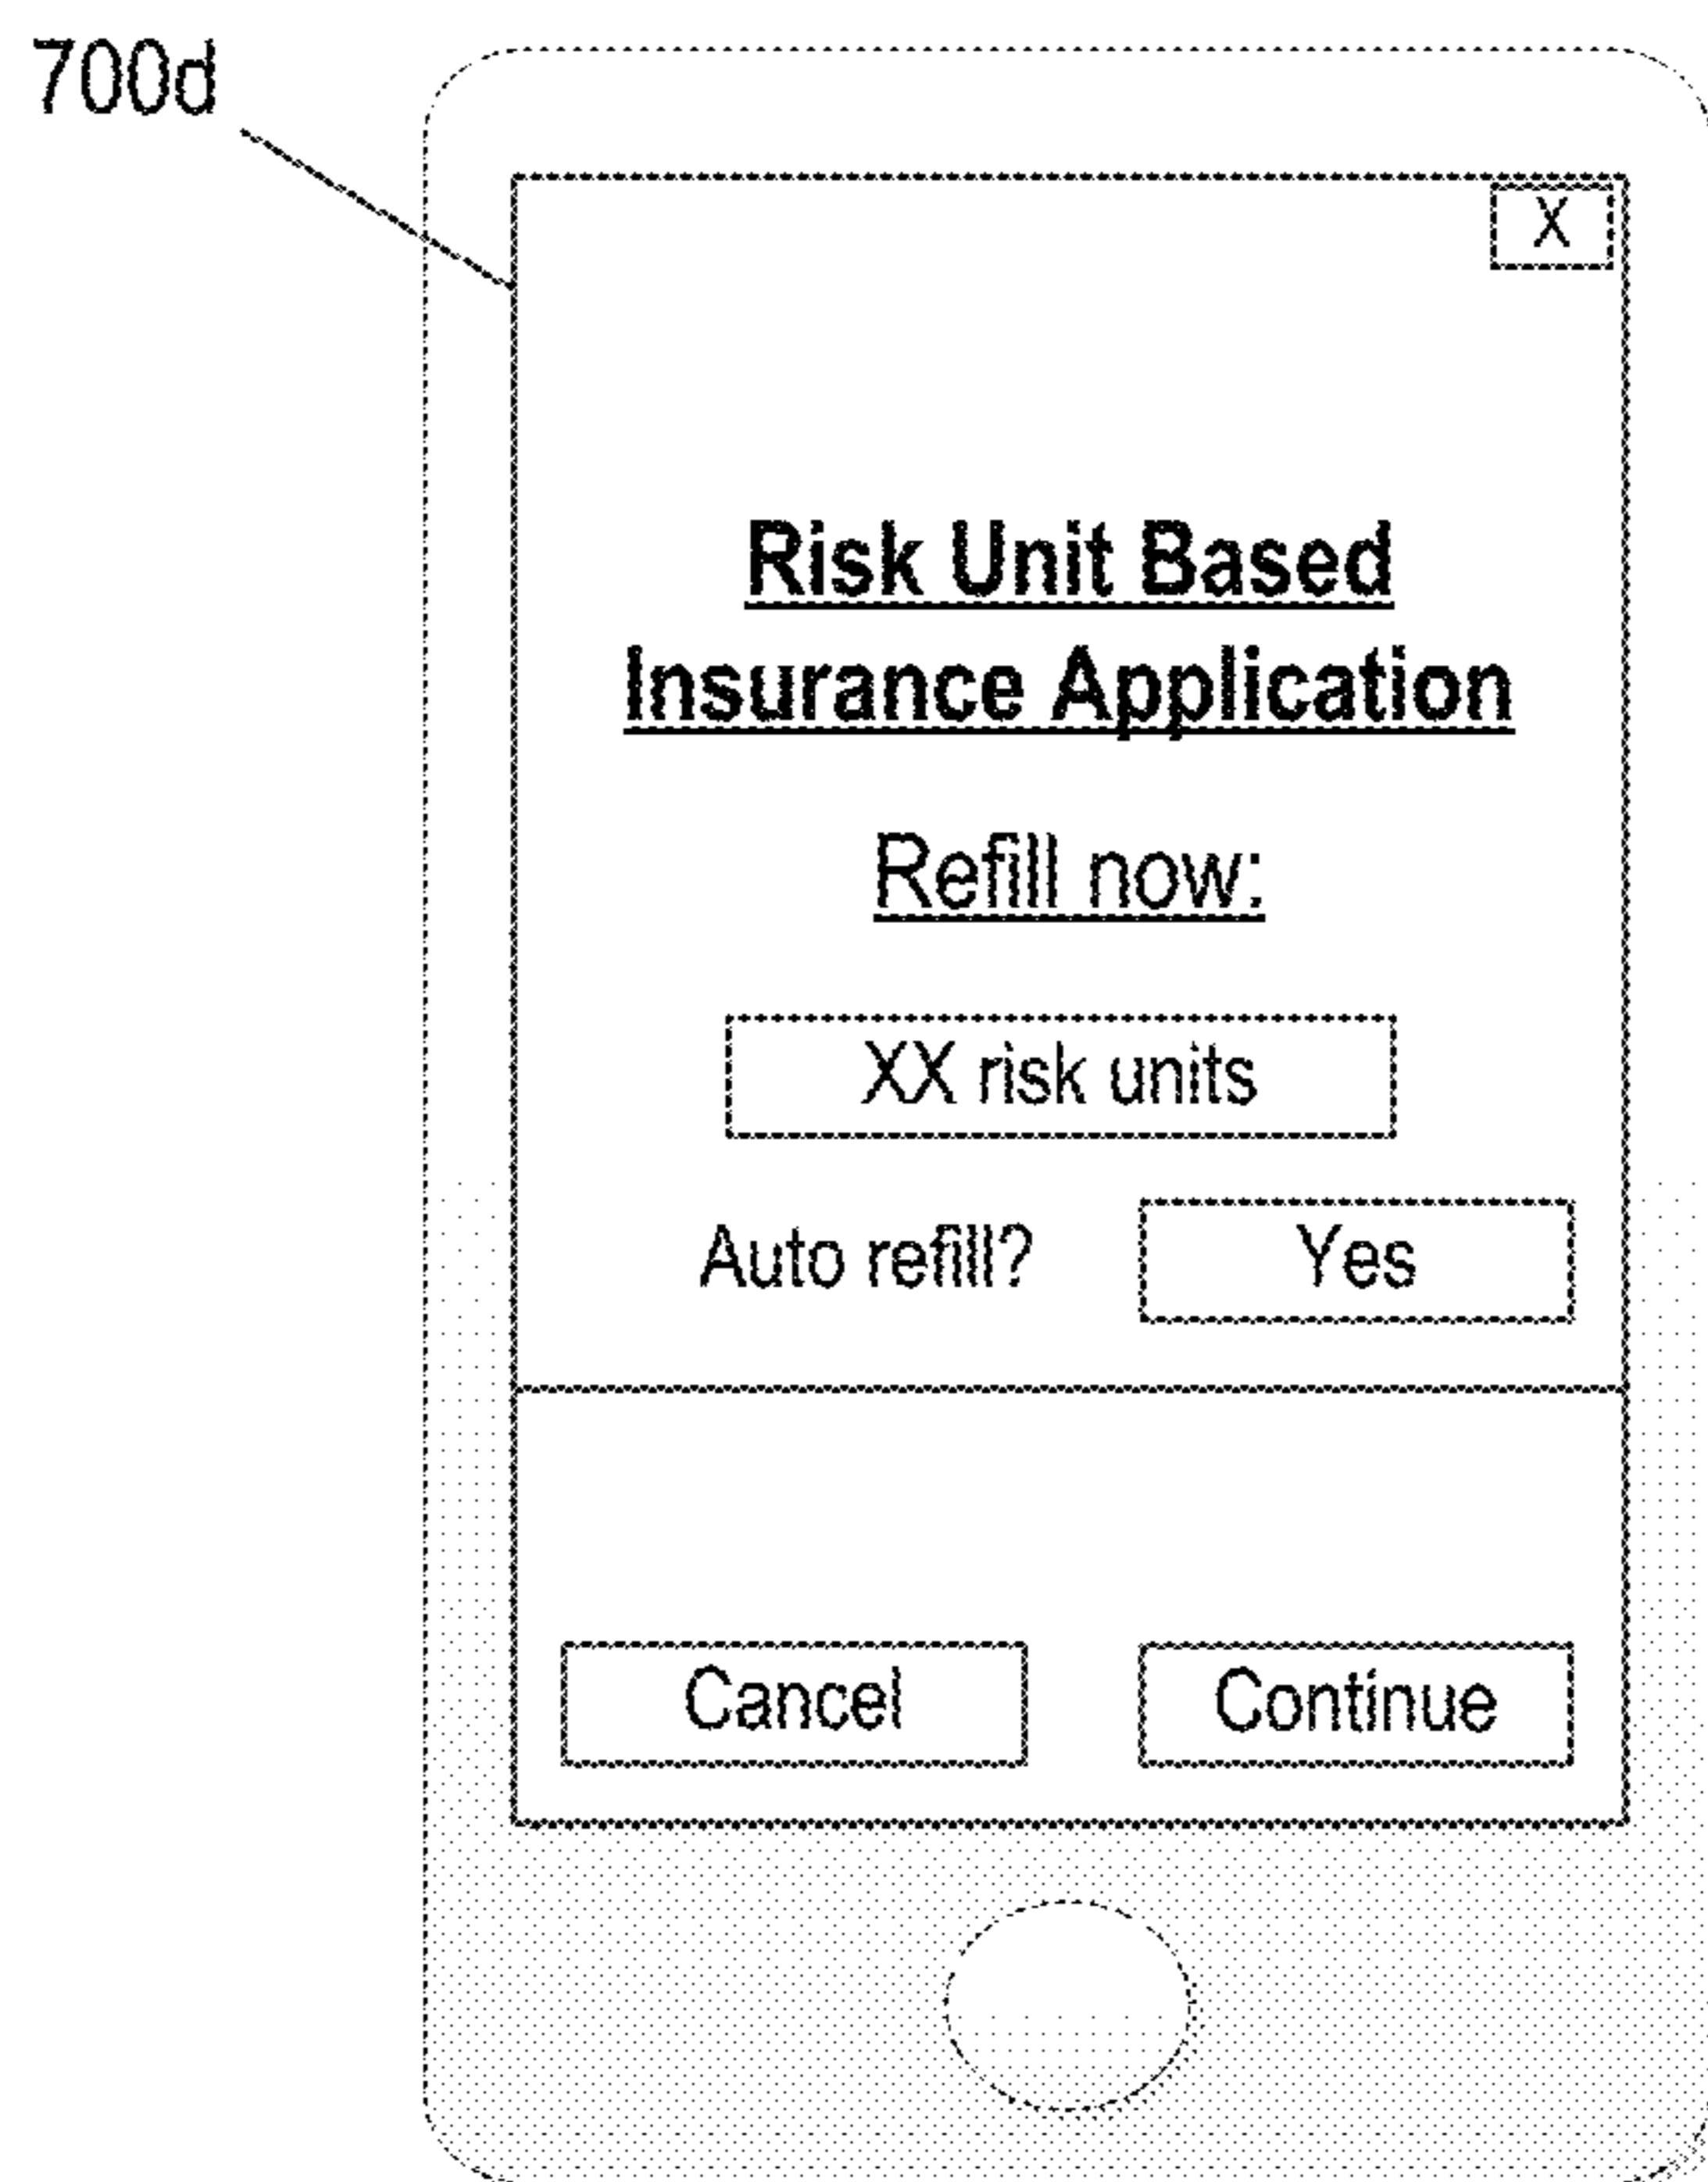 700d
X
Risk Unit Based
Insurance Application
Refill now:
XX risk units
Auto refill? Yes
Cancel Continue